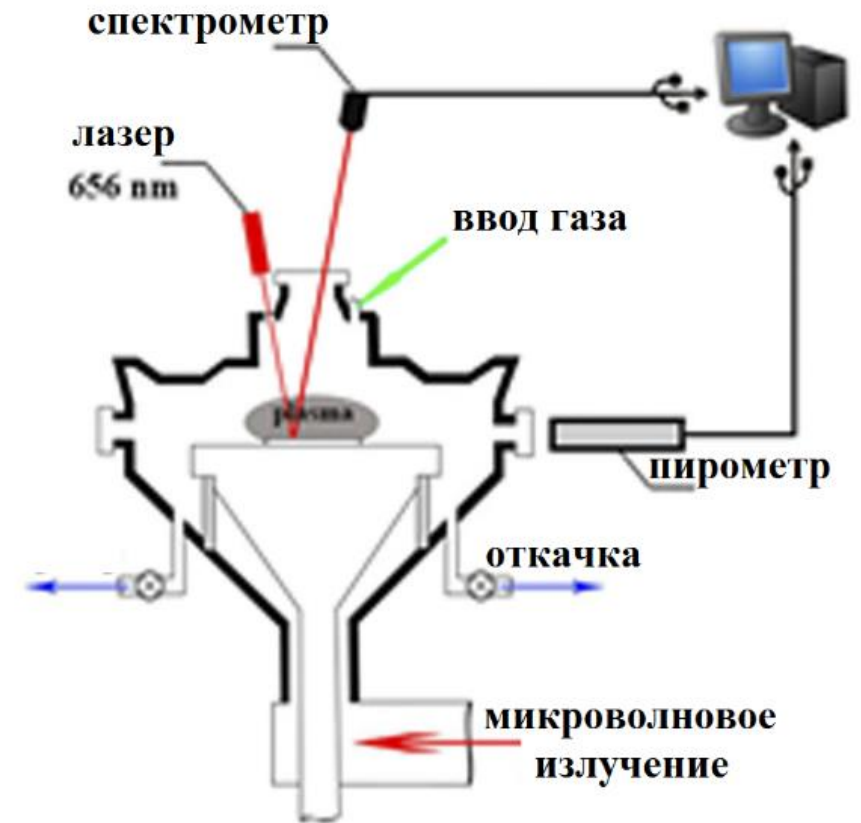 спектрометр
лазер
656 nm
ввод газа
plasma
пирометр
откачка
микроволновое
излучение